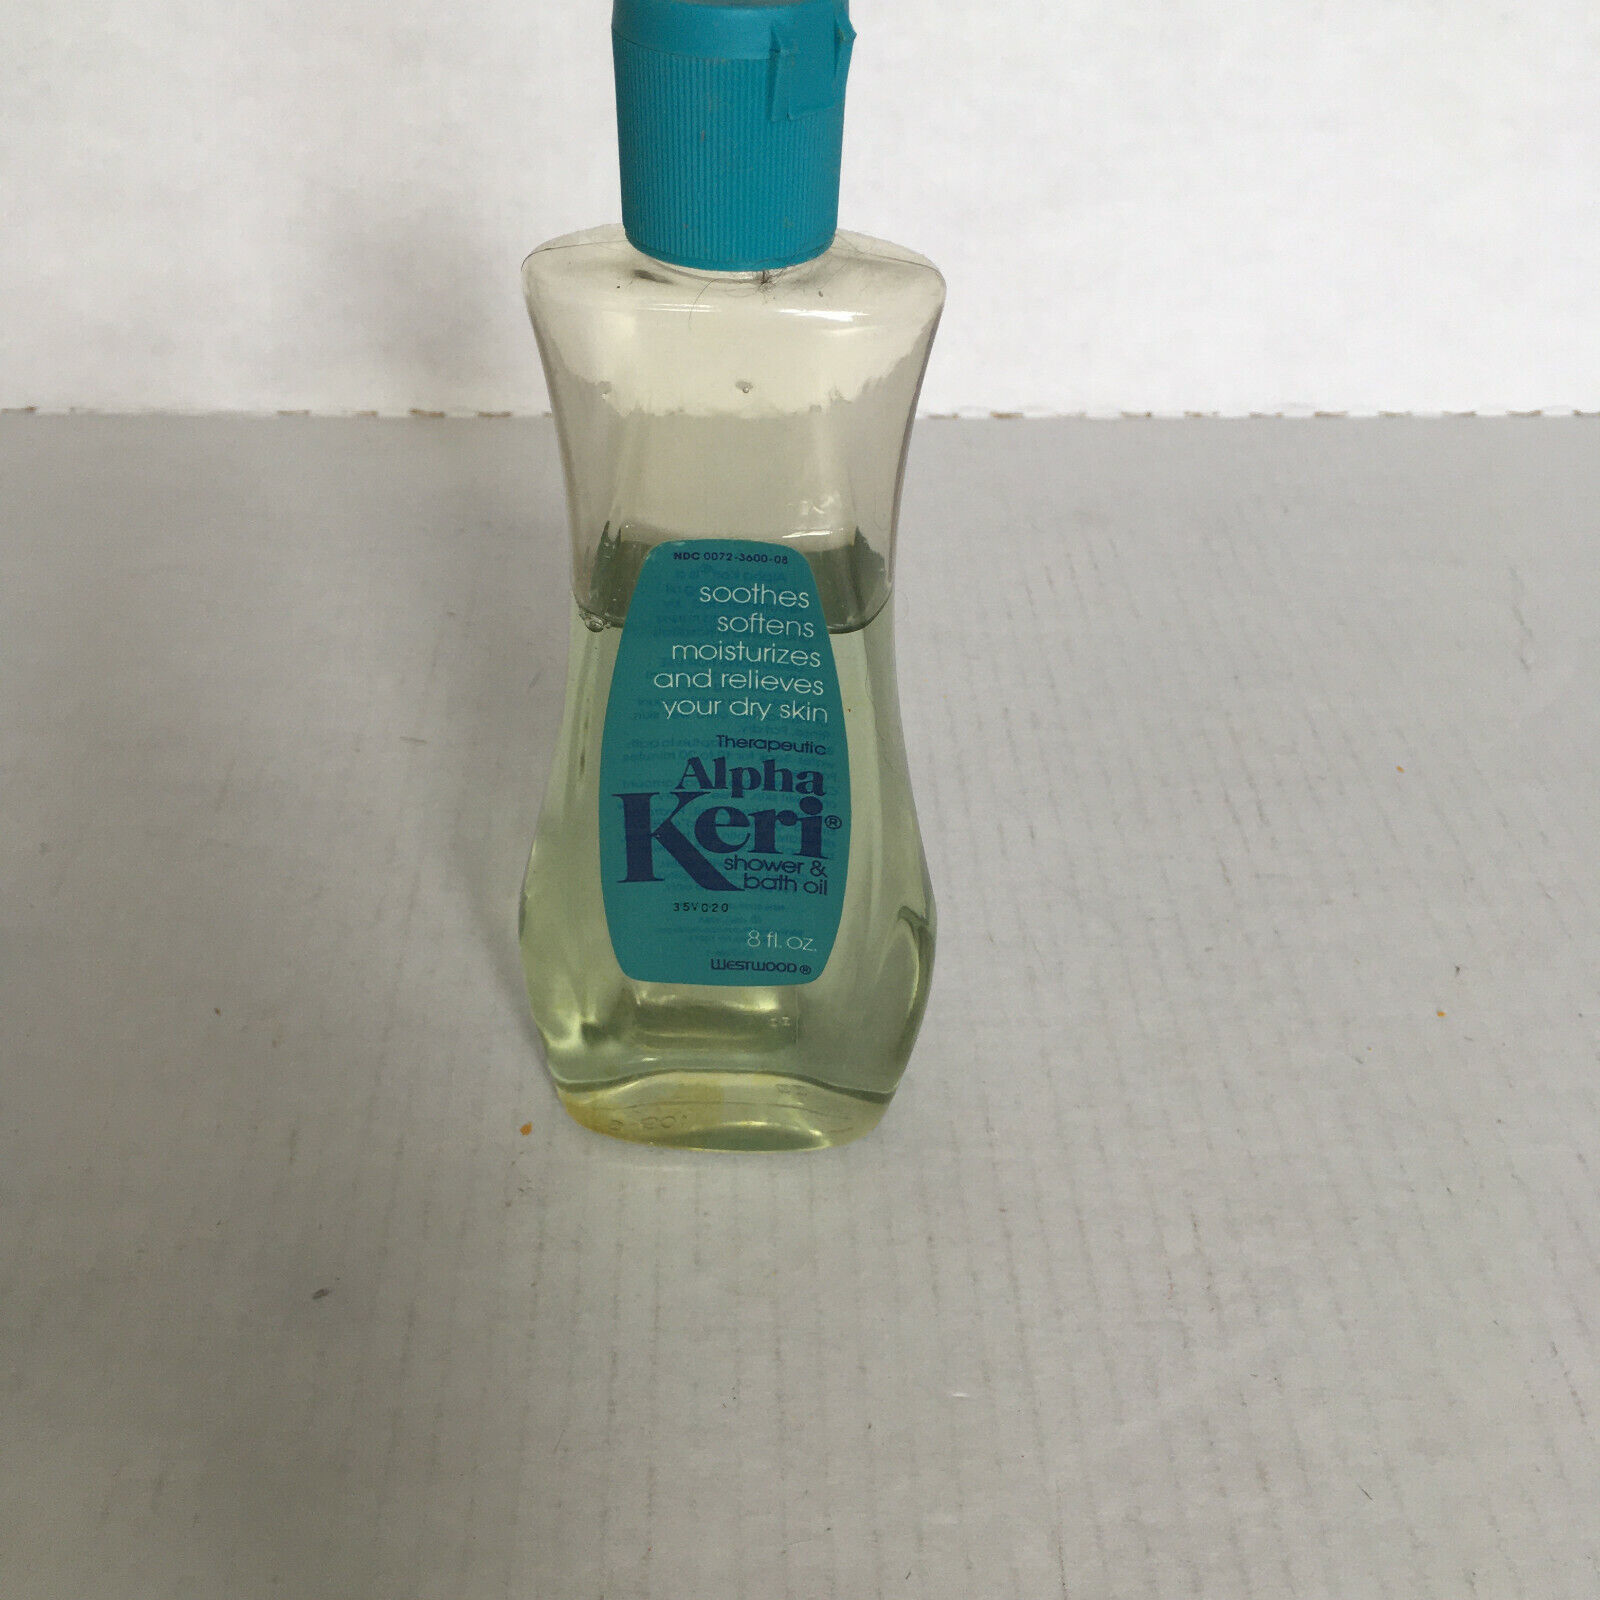 NDC 0072-3600-08
soothes
softens
moisturizes
and relieves
your dry skin
Therapeutic
Alpha
Keri®
shower &
bath oil
35V020
8 fl. oz.
WESTWOOD®